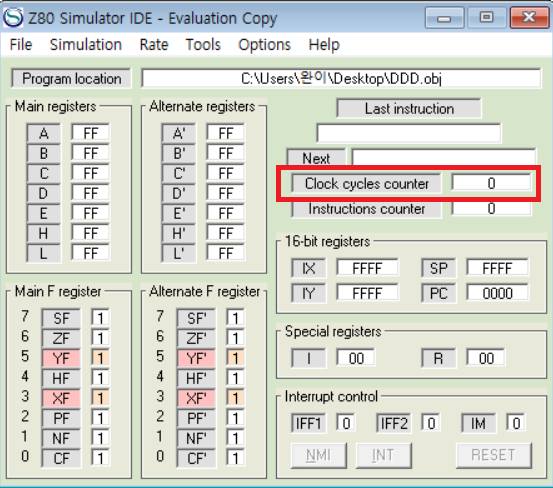 Z80 Simulator IDE - Evaluation Copy
File Simulation Rate Tools Options Help
Program location C:\Users\완이\Desktop\DDD.obj
Main registers
A FF
B FF
C FF
D FF
E FF
H FF
L FF
Alternate registers
A' FF
B' FF
C' FF
D' FF
E' FF
H' FF
L' FF
Last instruction
Next
Clock cycles counter 0
Instructions counter 0
16-bit registers
IX FFFF SP FFFF
IY FFFF PC 0000
Main F register
7 SF 1
6 ZF 1
5 YF 1
4 HF 1
3 XF 1
2 PF 1
1 NF 1
0 CF 1
Alternate F register
7 SF' 1
6 ZF' 1
5 YF' 1
4 HF' 1
3 XF' 1
2 PF' 1
1 NF' 1
0 CF' 1
Special registers
I 00 R 00
Interrupt control
IFF1 0 IFF2 0 IM 0
NMI INT RESET